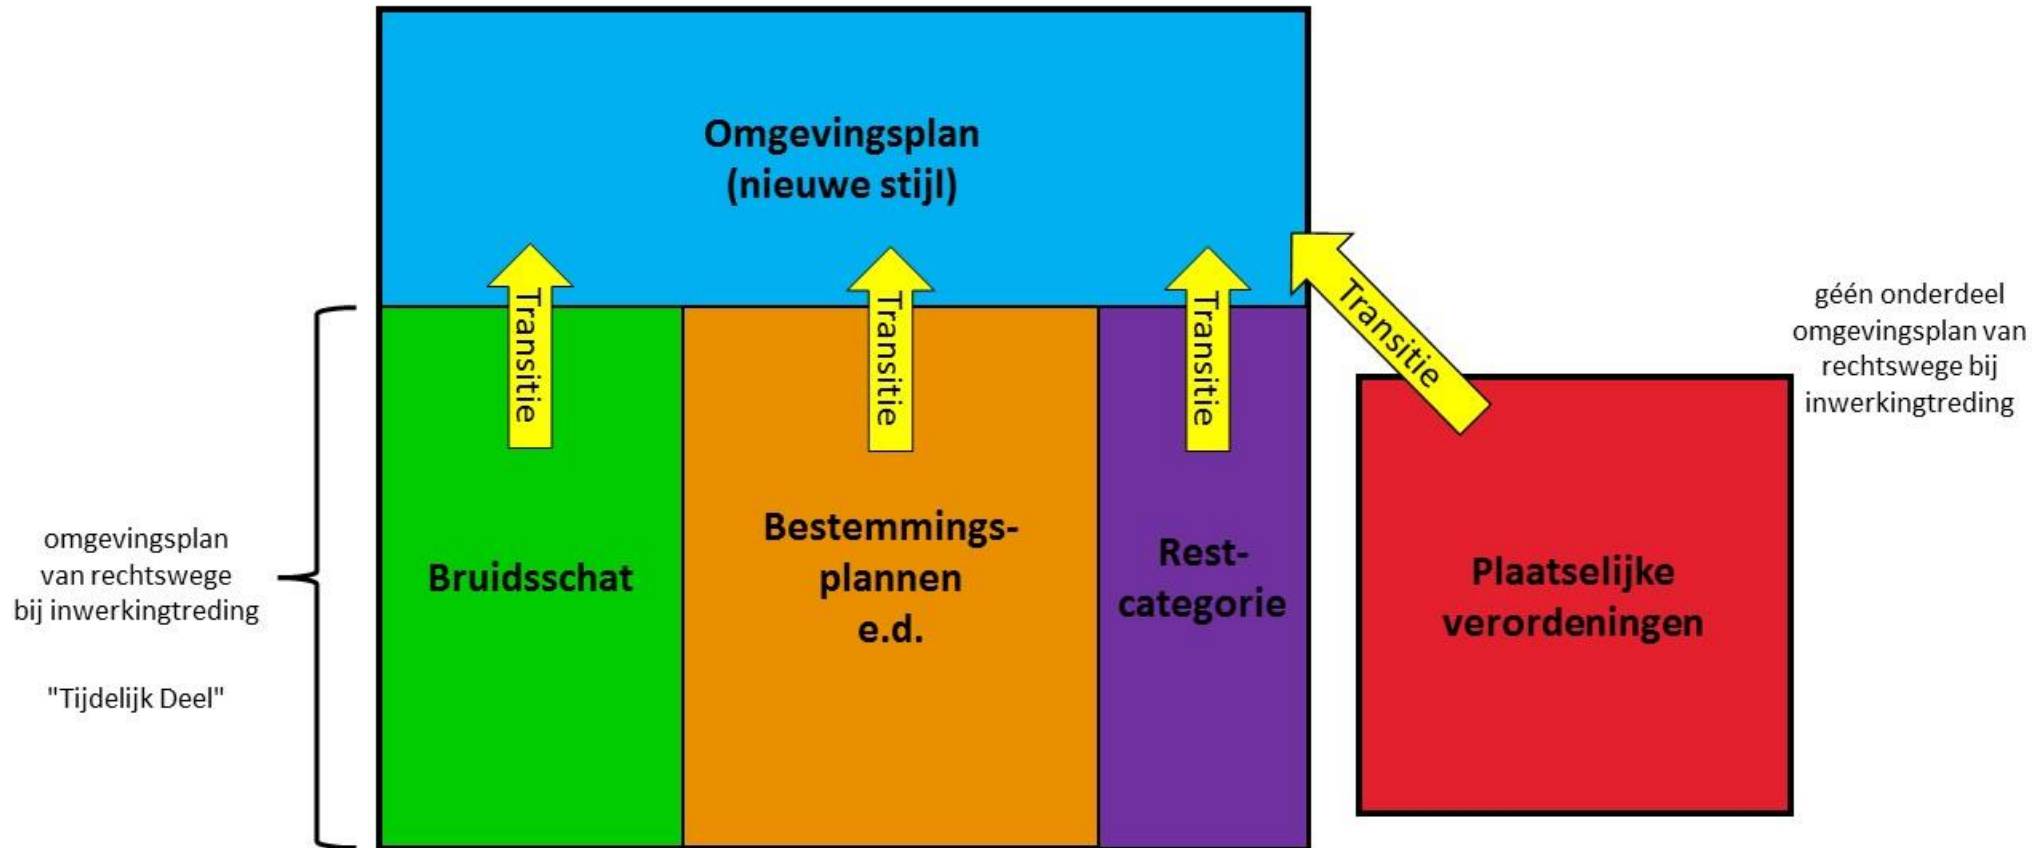 Omgevingsplan
(nieuwe stijl)
Transitie
Transitie
Transitie
Transitie
géén onderdeel
omgevingsplan van
rechtswege bij
inwerkingtreding
omgevingsplan
van rechtswege
bij inwerkingtreding
"Tijdelijk Deel"
Bruidsschat
Bestemmings-
plannen
e.d.
Rest-
categorie
Plaatselijke
verordeningen